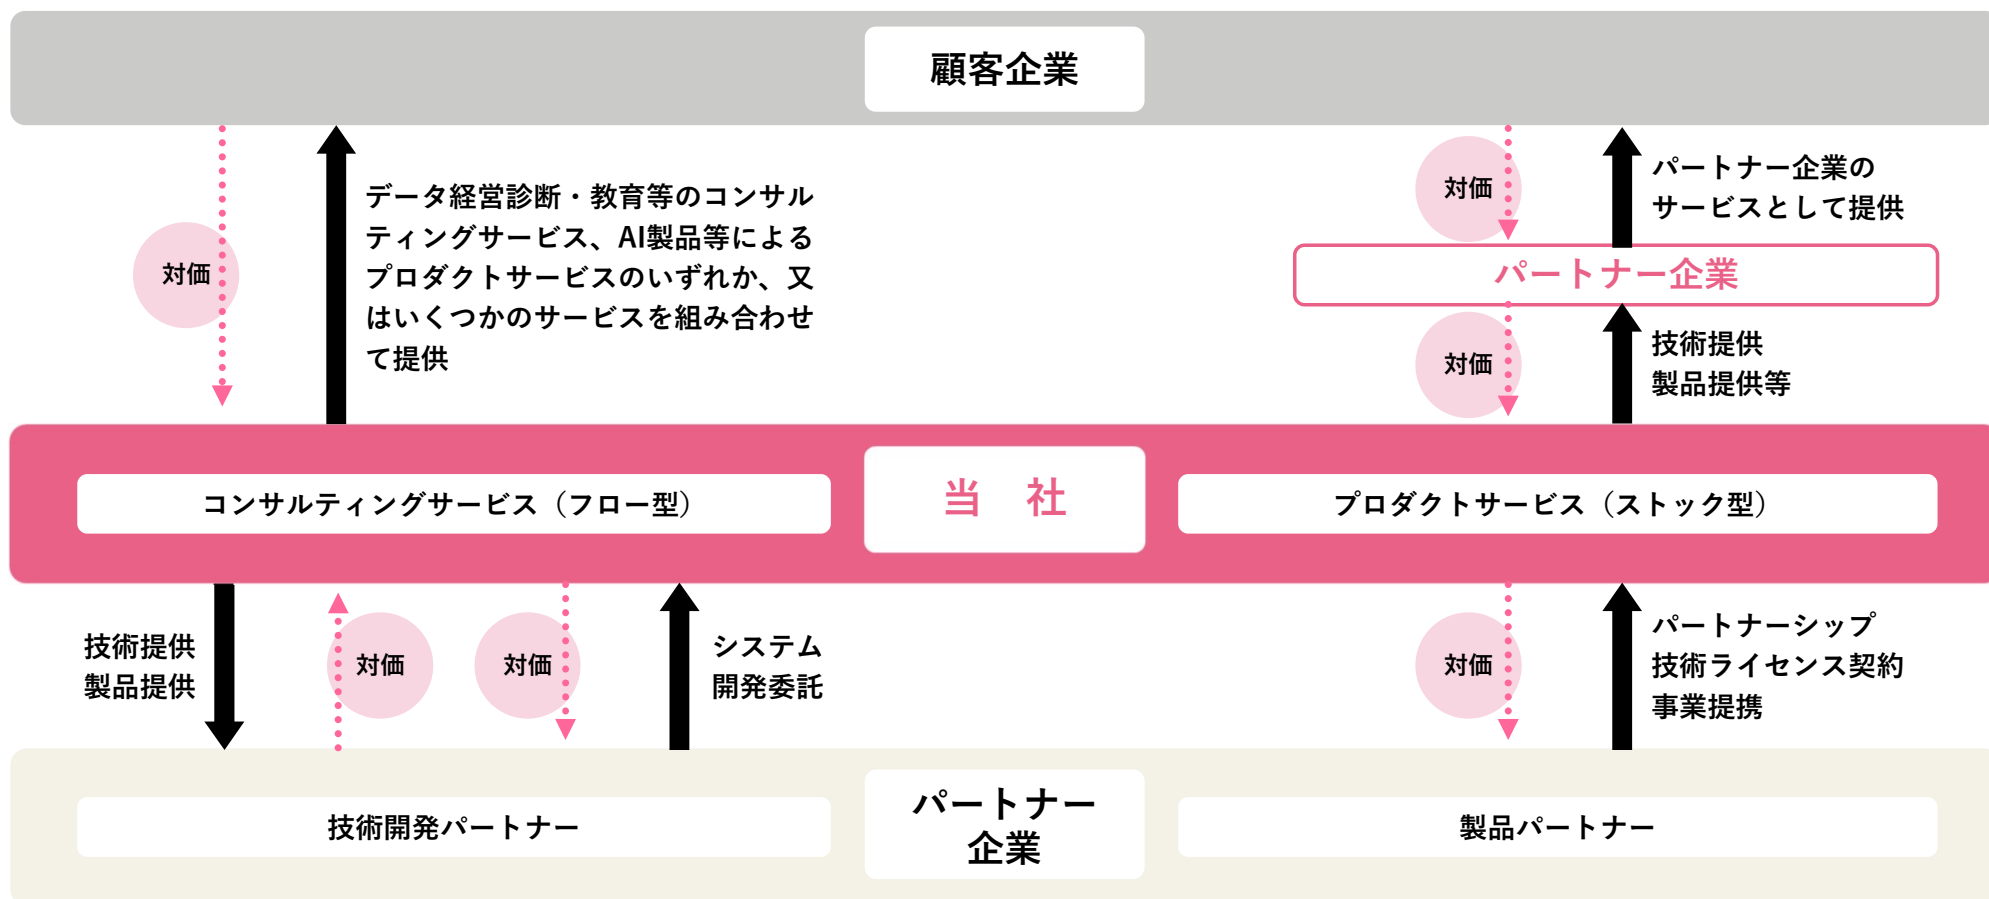 顧客企業
対価
データ経営診断・教育等のコンサル
ティングサービス、AI製品等による
プロダクトサービスのいずれか、又
はいくつかのサービスを組み合わせ
て提供
対価
パートナー企業の
サービスとして提供
パートナー企業
対価
技術提供
製品提供等
コンサルティングサービス（フロー型）
当　社
プロダクトサービス（ストック型）
技術提供
製品提供
対価
対価
システム
開発委託
対価
パートナーシップ
技術ライセンス契約
事業提携
技術開発パートナー
パートナー
企業
製品パートナー